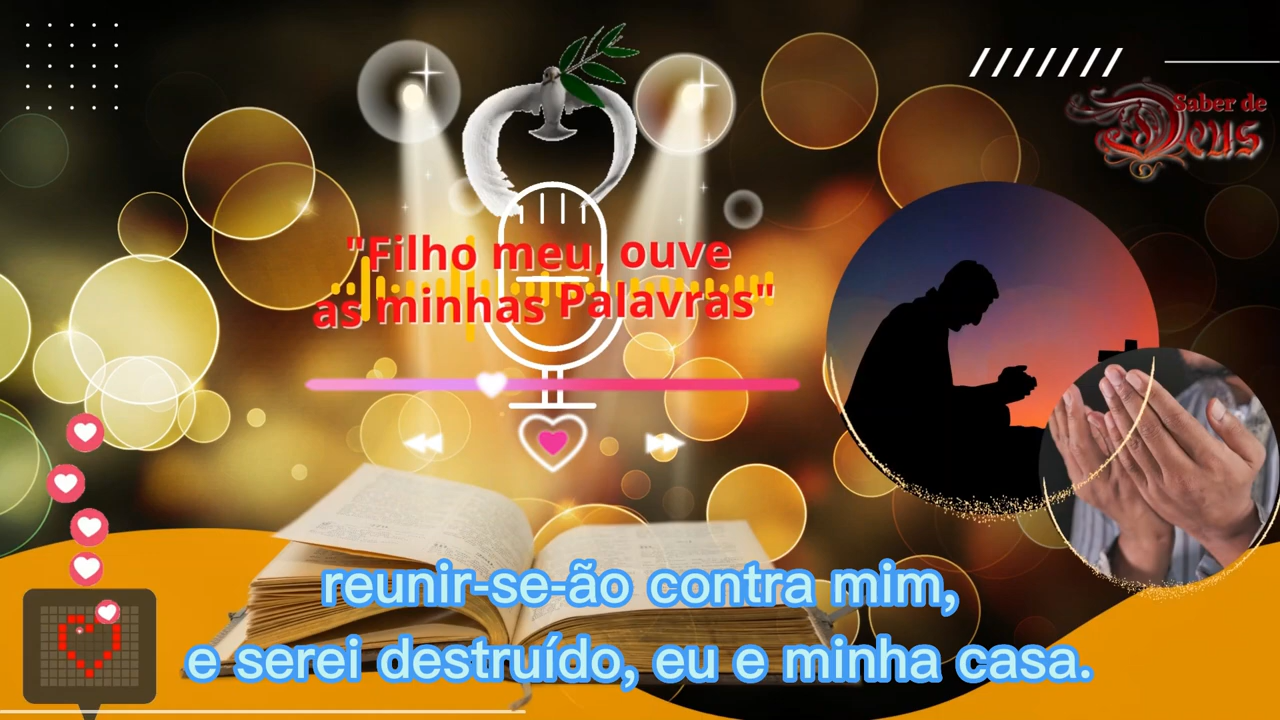 Saber de
Deus
"Filho meu, ouve
as minhas Palavras"
reunir-se-ão contra mim,
e serei destruído, eu e minha casa.